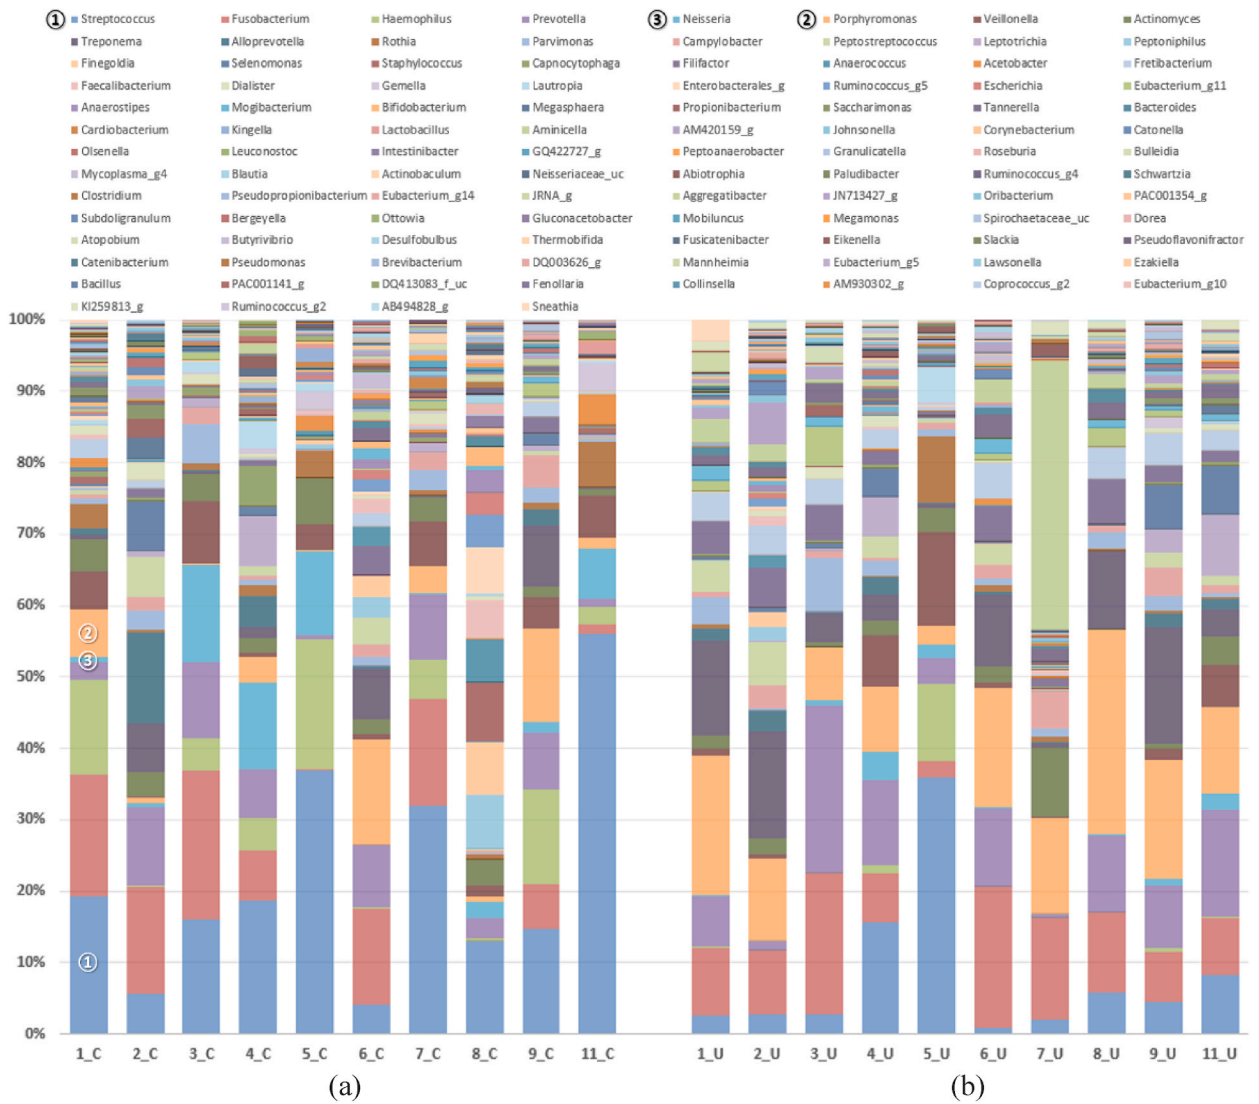 ① Streptococcus Fusobacterium Haemophilus Prevotella ③ Neisseria ② Porphyromonas Veillonella Actinomyces
Treponema Alloprevotella Rothia Parvimonas Campylobacter Peptostreptococcus Leptotrichia Peptoniphilus
Finegoldia Selenomonas Staphylococcus Capnocytophaga Filifactor Anaerococcus Acetobacter Fretibacterium
Faecalibacterium Dialister Gemella Lautropia Enterobacterales_g Ruminococcus_g5 Escherichia Eubacterium_g11
Anaerostipes Mogibacterium Bifidobacterium Megasphaera Propionibacterium Saccharimonas Tannerella Bacteroides
Cardiobacterium Kingella Lactobacillus Aminicella AM420159_g Johnsonella Corynebacterium Catonella
Olsenella Leuconostoc Intestinibacter GQ422727_g Peptoanaerobacter Granulicatella Roseburia Bulleidia
Mycoplasma_g4 Blautia Actinobaculum Neisseriaceae_uc Abiotrophia Paludibacter Ruminococcus_g4 Schwartzia
Clostridium Pseudopropionibacterium Eubacterium_g14 JRNA_g Aggregatibacter JN713427_g Oribacterium PAC001354_g
Subdoligranulum Bergeyella Ottowia Gluconacetobacter Mobiluncus Megamonas Spirochaetaceae_uc Dorea
Atopobium Butyrivibrio Desulfobulbus Thermobifida Fusicatenibacter Eikenella Slackia Pseudoflavonifractor
Catenibacterium Pseudomonas Brevibacterium DQ003626_g Mannheimia Eubacterium_g5 Lawsonella Ezakiella
Bacillus PAC001141_g DQ413083_f_uc Fenollaria Collinsella AM930302_g Coprococcus_g2 Eubacterium_g10
KI259813_g Ruminococcus_g2 AB494828_g Sneathia
100%
90%
80%
70%
60%
②
③
50%
40%
30%
20%
10%
①
0%
1_C 2_C 3_C 4_C 5_C 6_C 7_C 8_C 9_C 11_C 1_U 2_U 3_U 4_U 5_U 6_U 7_U 8_U 9_U 11_U
(a) (b)